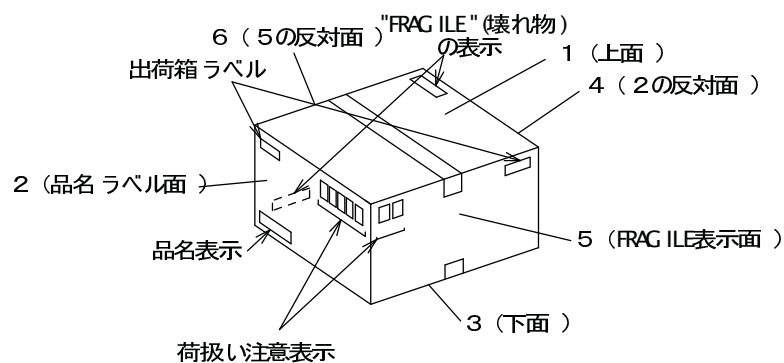 6（5の反対面）
"FRAGILE"(壊れ物)
の表示
1（上面）
出荷箱ラベル
4（2の反対面）
2（品名ラベル面）
品名表示
5（FRAGILE表示面）
3（下面）
荷扱い注意表示